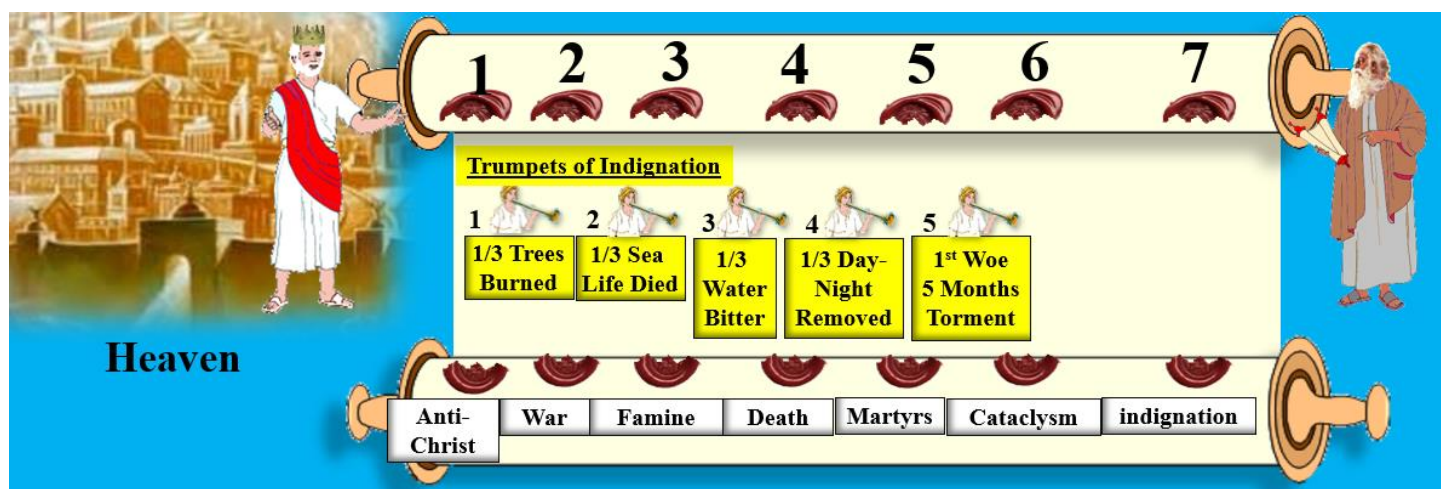 1 2 3 4 5 6 7
Trumpets of Indignation
1 2 3 4 5
1/3 Trees
Burned
1/3 Sea
Life Died
1/3
Water
Bitter
1/3 Day-
Night
Removed
1st Woe
5 Months
Torment
Heaven
Anti-
Christ
War
Famine
Death
Martyrs
Cataclysm
indignation